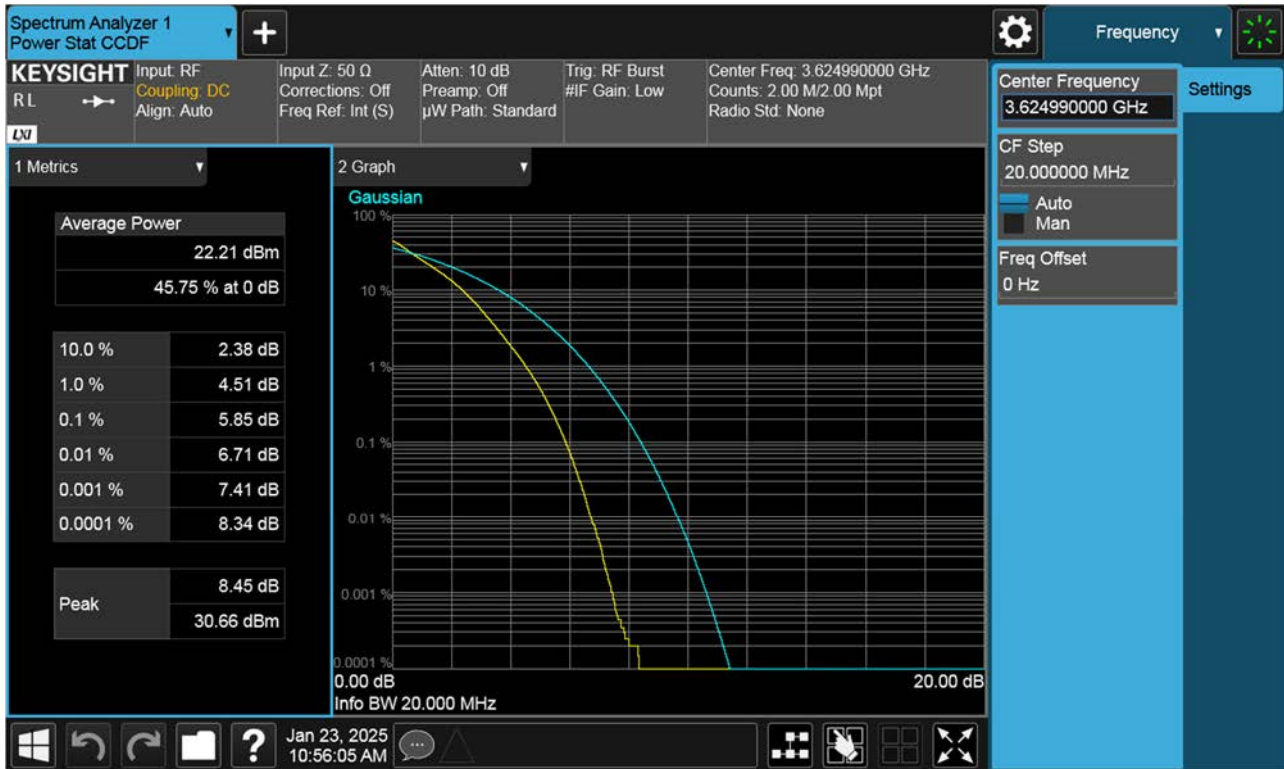 Spectrum Analyzer 1
Power Stat CCDF
Frequency
KEYSIGHT
R L
LXI
Input: RF
Coupling: DC
Align: Auto
Input Z: 50 Ω
Corrections: Off
Freq Ref: Int (S)
Atten: 10 dB
Preamp: Off
µW Path: Standard
Trig: RF Burst
#IF Gain: Low
Center Freq: 3.624990000 GHz
Counts: 2.00 M/2.00 Mpt
Radio Std: None
Center Frequency
3.624990000 GHz
Settings
CF Step
20.000000 MHz
Auto
Man
Freq Offset
0 Hz
1 Metrics
Average Power
22.21 dBm
45.75 % at 0 dB
10.0 % 2.38 dB
1.0 % 4.51 dB
0.1 % 5.85 dB
0.01 % 6.71 dB
0.001 % 7.41 dB
0.0001 % 8.34 dB
Peak
8.45 dB
30.66 dBm
2 Graph
Gaussian
100 %
10 %
1 %
0.1 %
0.01 %
0.001 %
0.0001 %
0.00 dB 20.00 dB
Info BW 20.000 MHz
Jan 23, 2025
10:56:05 AM